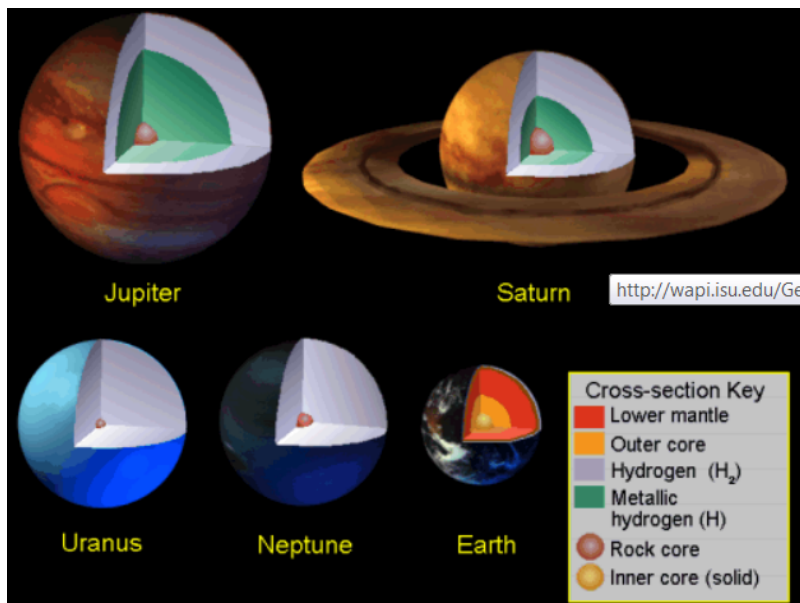 Jupiter
Saturn
http://wapi.isu.edu/Ge
Uranus
Neptune
Earth
Cross-section Key
Lower mantle
Outer core
Hydrogen (H₂)
Metallic
hydrogen (H)
Rock core
Inner core (solid)